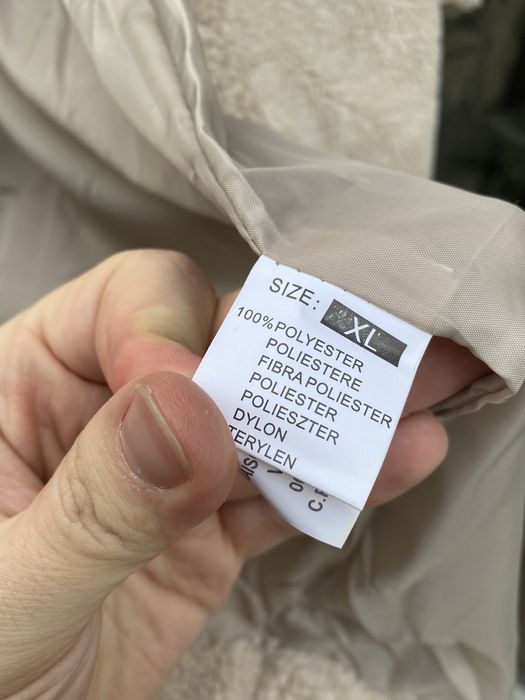 SIZE: XL
100% POLYESTER
POLIESTERE
FIBRA POLIESTER
POLIESTER
POLIESZTER
DYLON
TERYLEN